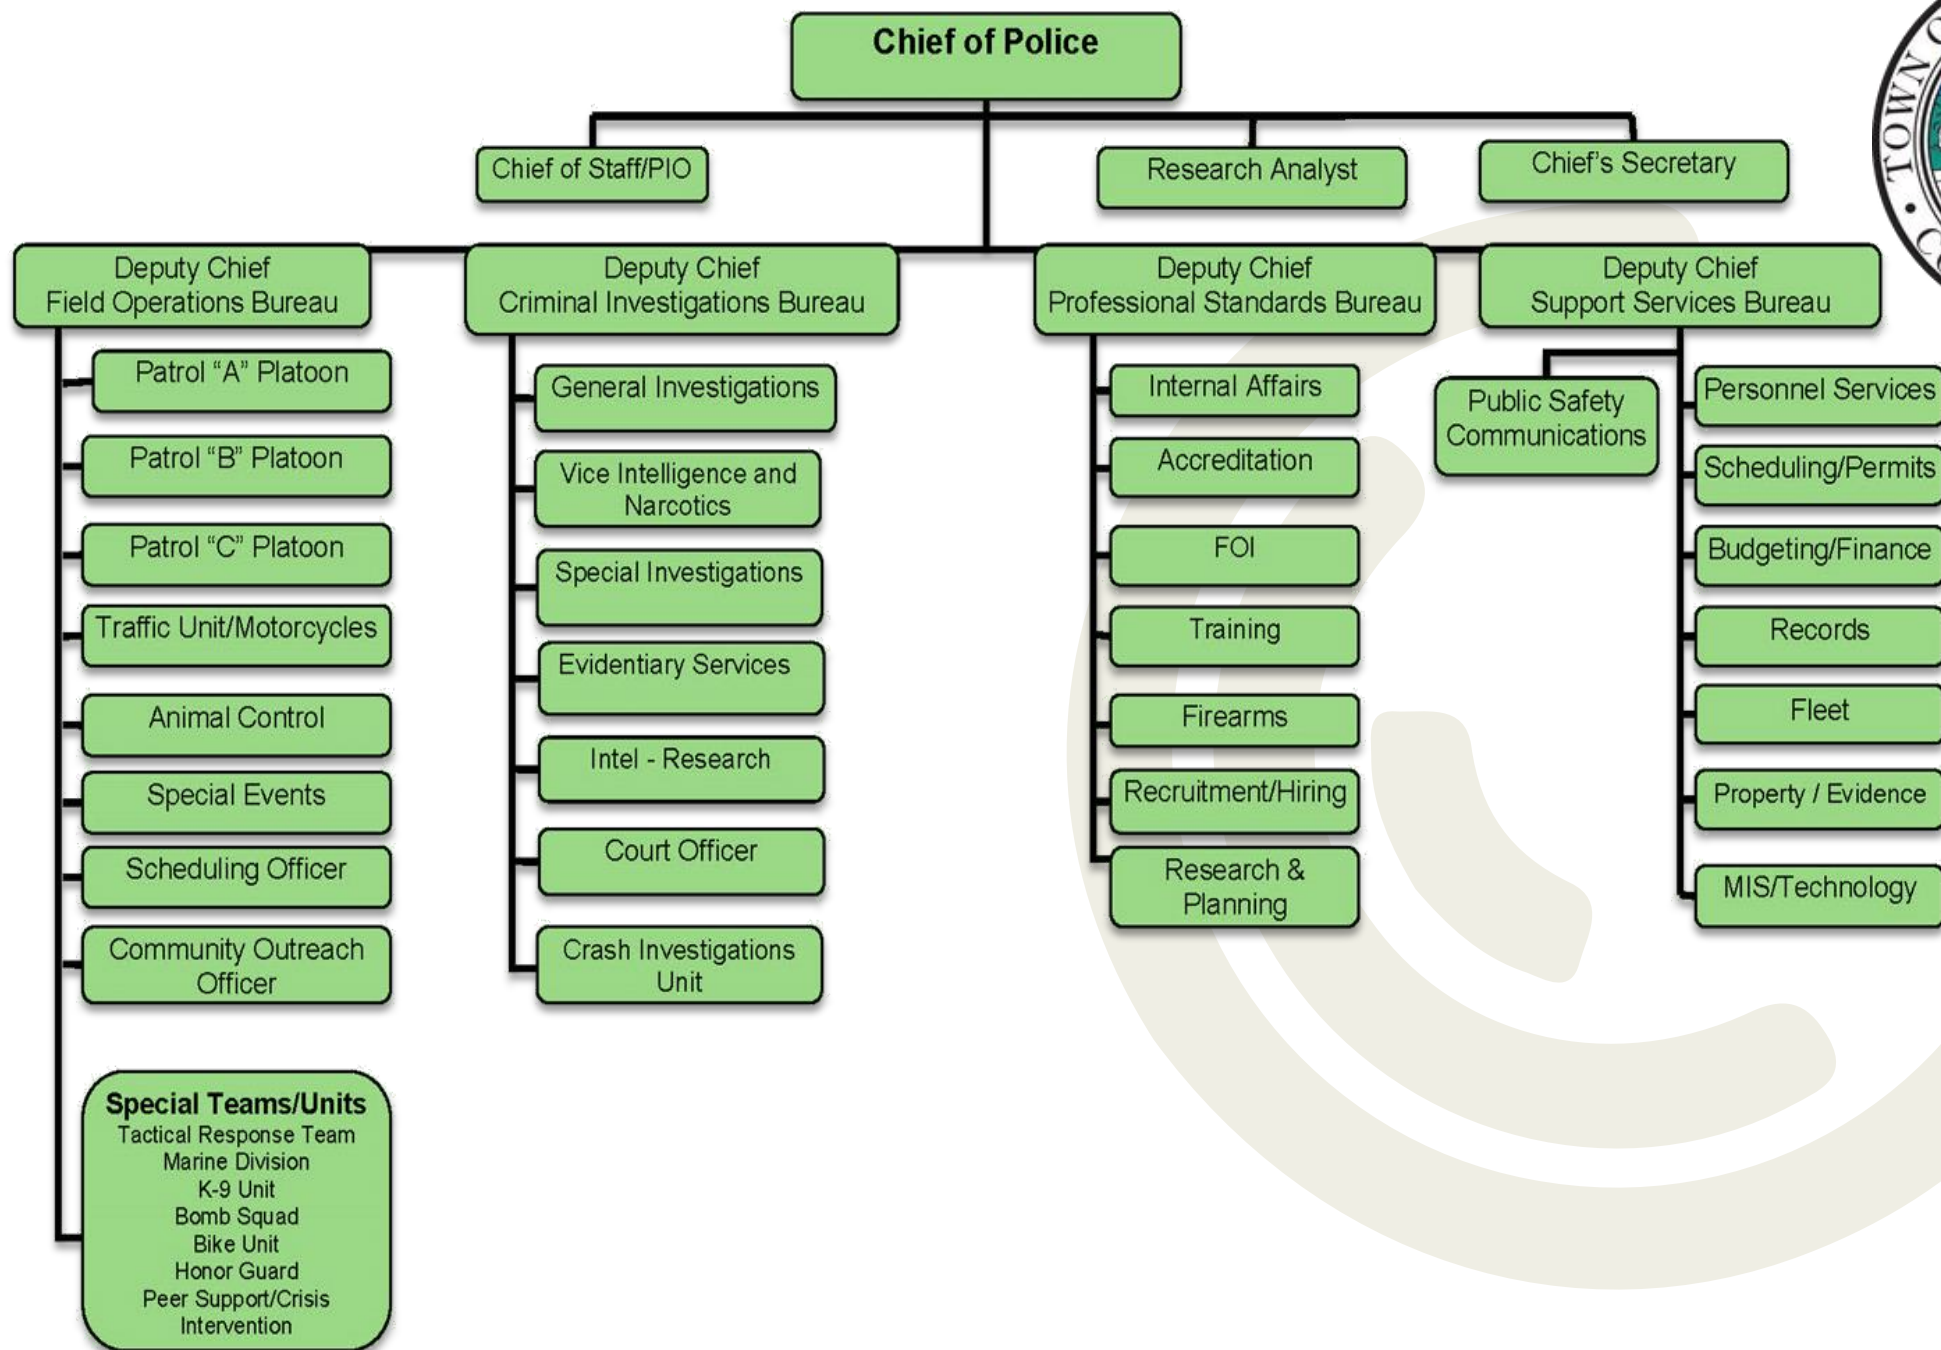 Chief of Police
TOWN
Chief of Staff/PIO
Research Analyst
Chief's Secretary
Deputy Chief
Field Operations Bureau
Deputy Chief
Criminal Investigations Bureau
Deputy Chief
Professional Standards Bureau
Deputy Chief
Support Services Bureau
Patrol “A” Platoon
Patrol “B” Platoon
Patrol “C” Platoon
Traffic Unit/Motorcycles
Animal Control
Special Events
Scheduling Officer
Community Outreach
Officer
Special Teams/Units
Tactical Response Team
Marine Division
K-9 Unit
Bomb Squad
Bike Unit
Honor Guard
Peer Support/Crisis
Intervention
General Investigations
Vice Intelligence and
Narcotics
Special Investigations
Evidentiary Services
Intel - Research
Court Officer
Crash Investigations
Unit
Internal Affairs
Accreditation
FOI
Training
Firearms
Recruitment/Hiring
Research &
Planning
Public Safety
Communications
Personnel Services
Scheduling/Permits
Budgeting/Finance
Records
Fleet
Property / Evidence
MIS/Technology